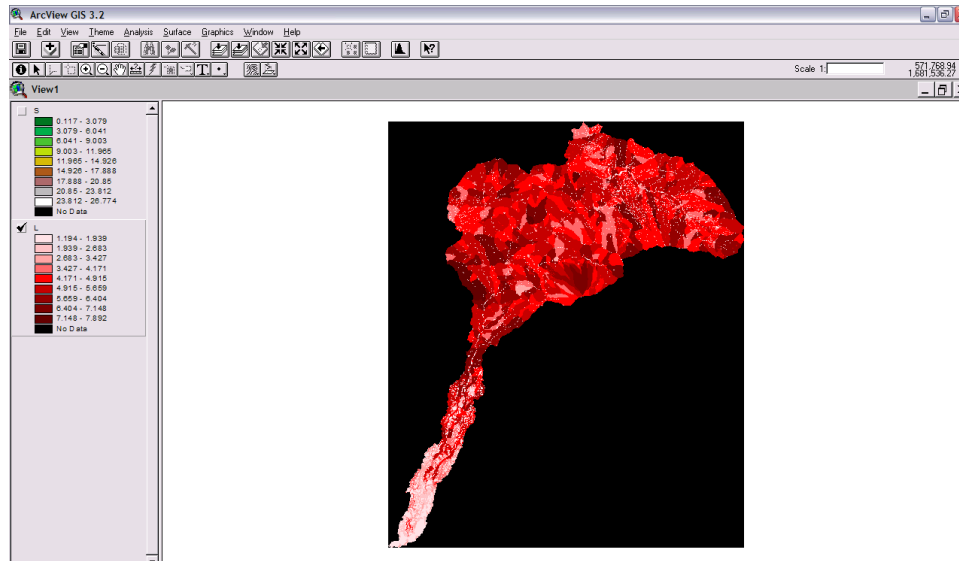 ArcView GIS 3.2
File Edit View Theme Analysis Surface Graphics Window Help
Scale 1:
571,768.94
1,681,536.27
View1
S
0.117 - 3.079
3.079 - 6.041
6.041 - 9.003
9.003 - 11.965
11.965 - 14.926
14.926 - 17.888
17.888 - 20.85
20.85 - 23.812
23.812 - 26.774
No Data
L
1.194 - 1.939
1.939 - 2.683
2.683 - 3.427
3.427 - 4.171
4.171 - 4.915
4.915 - 5.659
5.659 - 6.404
6.404 - 7.148
7.148 - 7.892
No Data